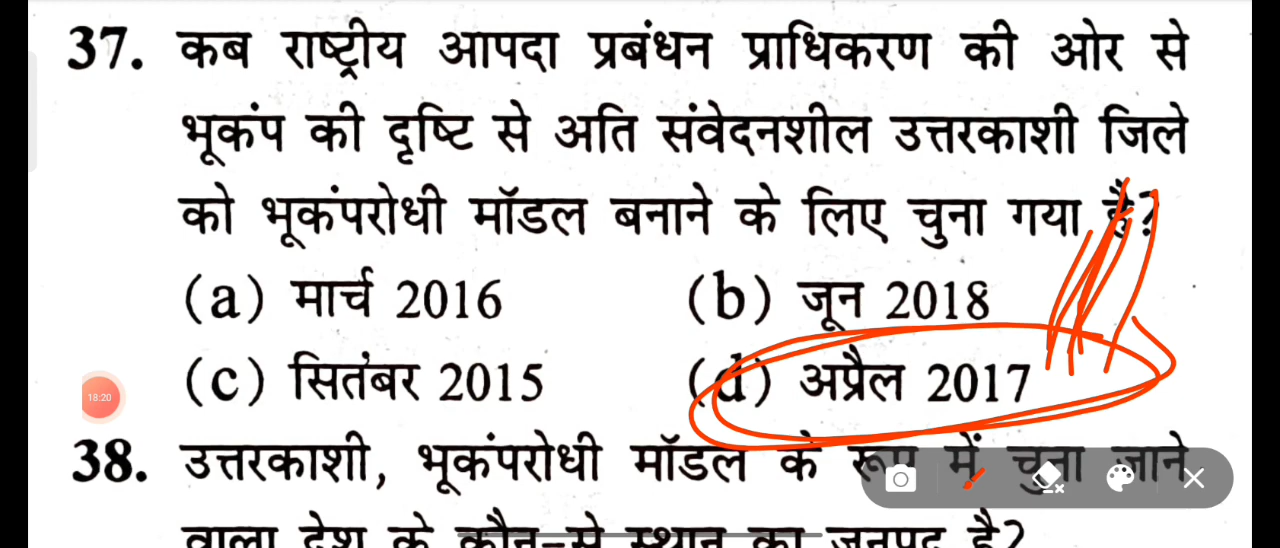 37. कब राष्ट्रीय आपदा प्रबंधन प्राधिकरण की ओर से
भूकंप की दृष्टि से अति संवेदनशील उत्तरकाशी जिले
को भूकंपरोधी मॉडल बनाने के लिए चुना गया है?
(a) मार्च 2016 (b) जून 2018
(c) सितंबर 2015 (d) अप्रैल 2017
18:20
38. उत्तरकाशी, भूकंपरोधी मॉडल के रूप में चुना जाने
वाला देश के कौन-से स्थान का जनपद है?